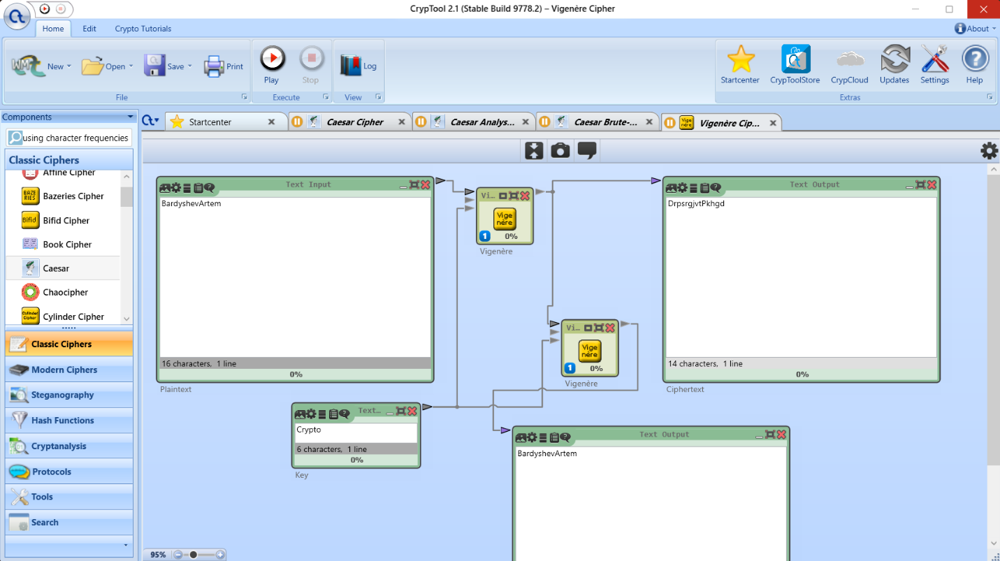 CrypTool 2.1 (Stable Build 9778.2) – Vigenère Cipher
Home Edit Crypto Tutorials About
New Open Save Print Play Stop Log Startcenter CrypToolStore CrypCloud Updates Settings Help
File Execute View Extras
Components
Startcenter Caesar Cipher Caesar Analys... Caesar Brute-... Vigenère Cip...
using character frequencies
Classic Ciphers
Affine Cipher
Bazeries Cipher
Bifid Cipher
Book Cipher
Caesar
Chaocipher
Cylinder Cipher
Classic Ciphers
Modern Ciphers
Steganography
Hash Functions
Cryptanalysis
Protocols
Tools
Search
Text Input
BardyshevArtem
16 characters, 1 line
0%
Plaintext
Vi...
Vige
nère
1 0%
Vigenère
Text Output
DrpsrgjvtPkhgd
14 characters, 1 line
0%
Ciphertext
Vi...
Vige
nère
1 0%
Vigenère
Text...
Crypto
6 characters, 1 line
0%
Key
Text Output
BardyshevArtem
95%